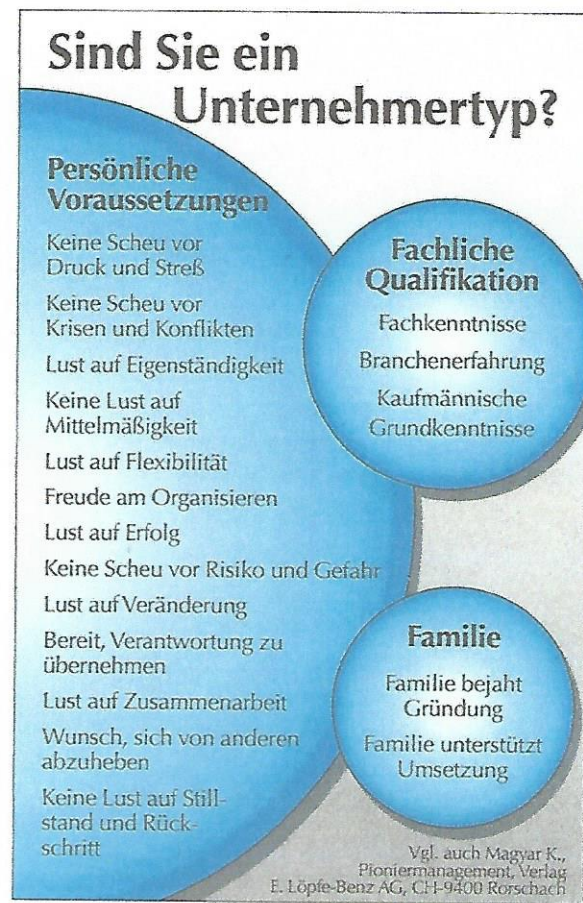 Sind Sie ein
Unternehmertyp?
Persönliche
Voraussetzungen
Keine Scheu vor
Druck und Streß
Keine Scheu vor
Krisen und Konflikten
Lust auf Eigenständigkeit
Keine Lust auf
Mittelmäßigkeit
Lust auf Flexibilität
Freude am Organisieren
Lust auf Erfolg
Keine Scheu vor Risiko und Gefahr
Lust auf Veränderung
Bereit, Verantwortung zu
übernehmen
Lust auf Zusammenarbeit
Wunsch, sich von anderen
abzuheben
Keine Lust auf Still-
stand und Rück-
schritt
Fachliche
Qualifikation
Fachkenntnisse
Branchenerfahrung
Kaufmännische
Grundkenntnisse
Familie
Familie bejaht
Gründung
Familie unterstützt
Umsetzung
Vgl. auch Magyar K.,
Pioniermanagement, Verlag
E. Löpfe-Benz AG, CH-9400 Rorschach